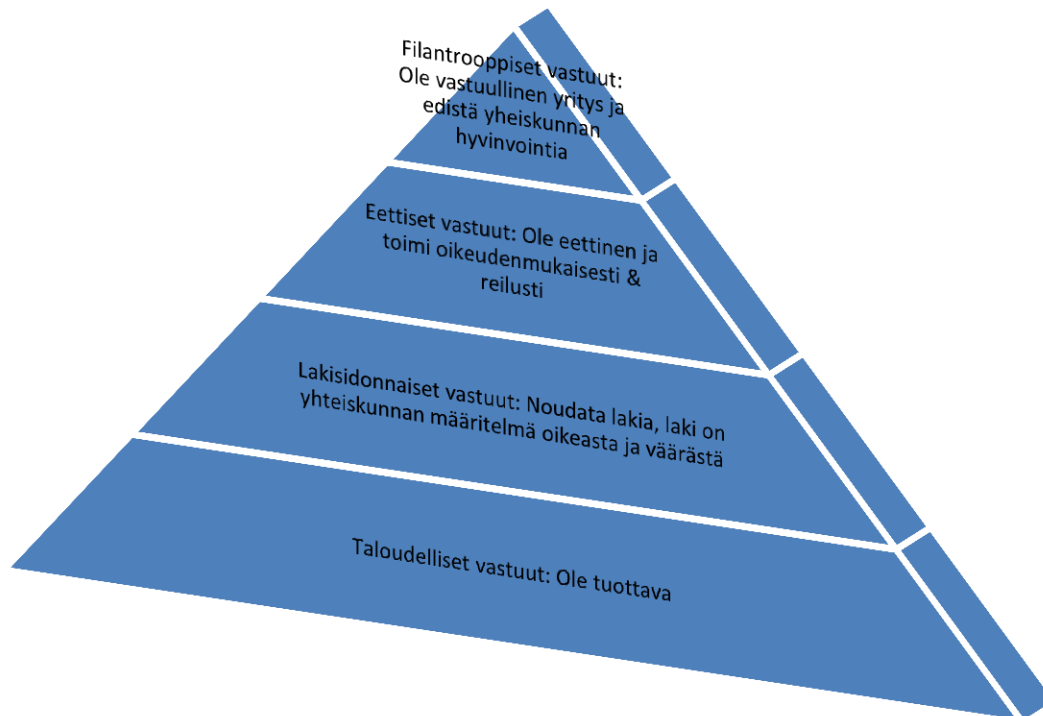 Filantrooppiset vastuut:
Ole vastuullinen yritys ja
edistä yheiskunnan
hyvinvointia
Eettiset vastuut: Ole eettinen ja
toimi oikeudenmukaisesti &
reilusti
Lakisidonnaiset vastuut: Noudata lakia, laki on
yhteiskunnan määritelmä oikeasta ja väärästä
Taloudelliset vastuut: Ole tuottava